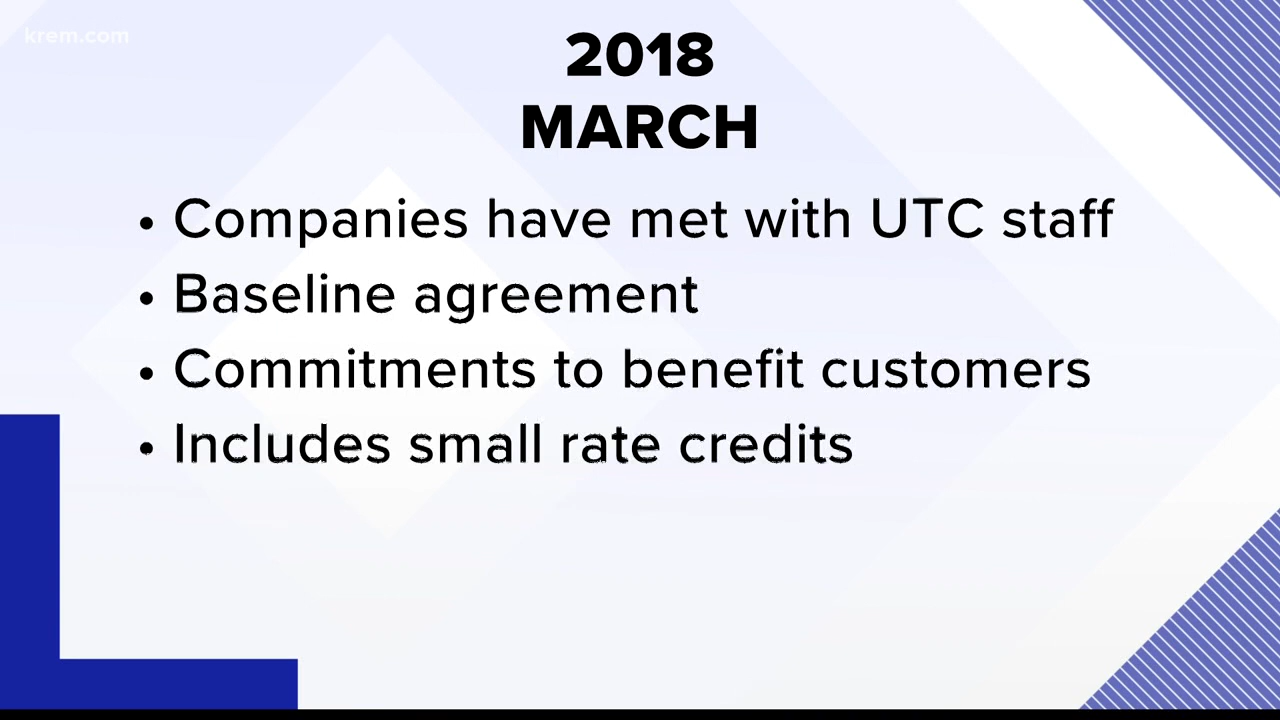 krem.com
2018
MARCH
• Companies have met with UTC staff
• Baseline agreement
• Commitments to benefit customers
• Includes small rate credits